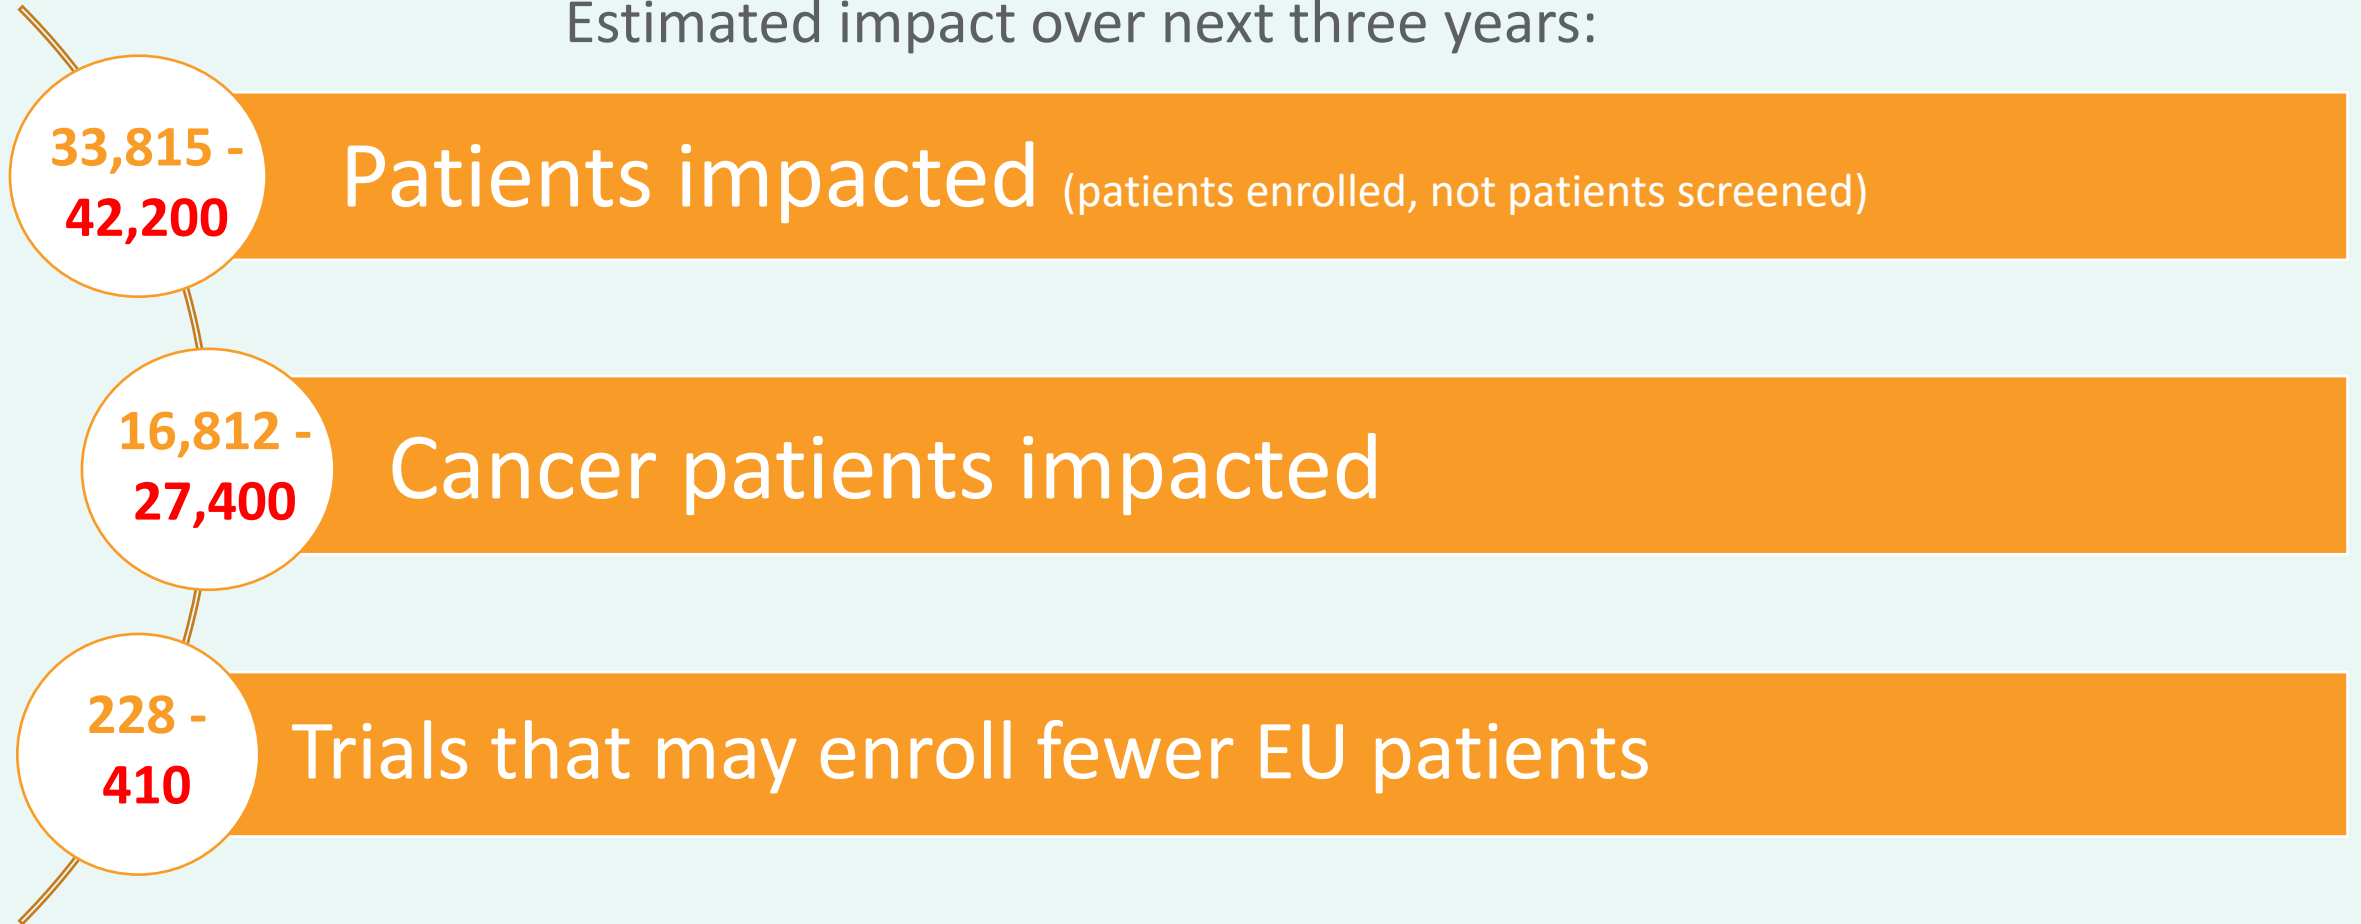 Estimated impact over next three years:
33,815 -
42,200
Patients impacted (patients enrolled, not patients screened)
16,812 -
27,400
Cancer patients impacted
228 -
410
Trials that may enroll fewer EU patients